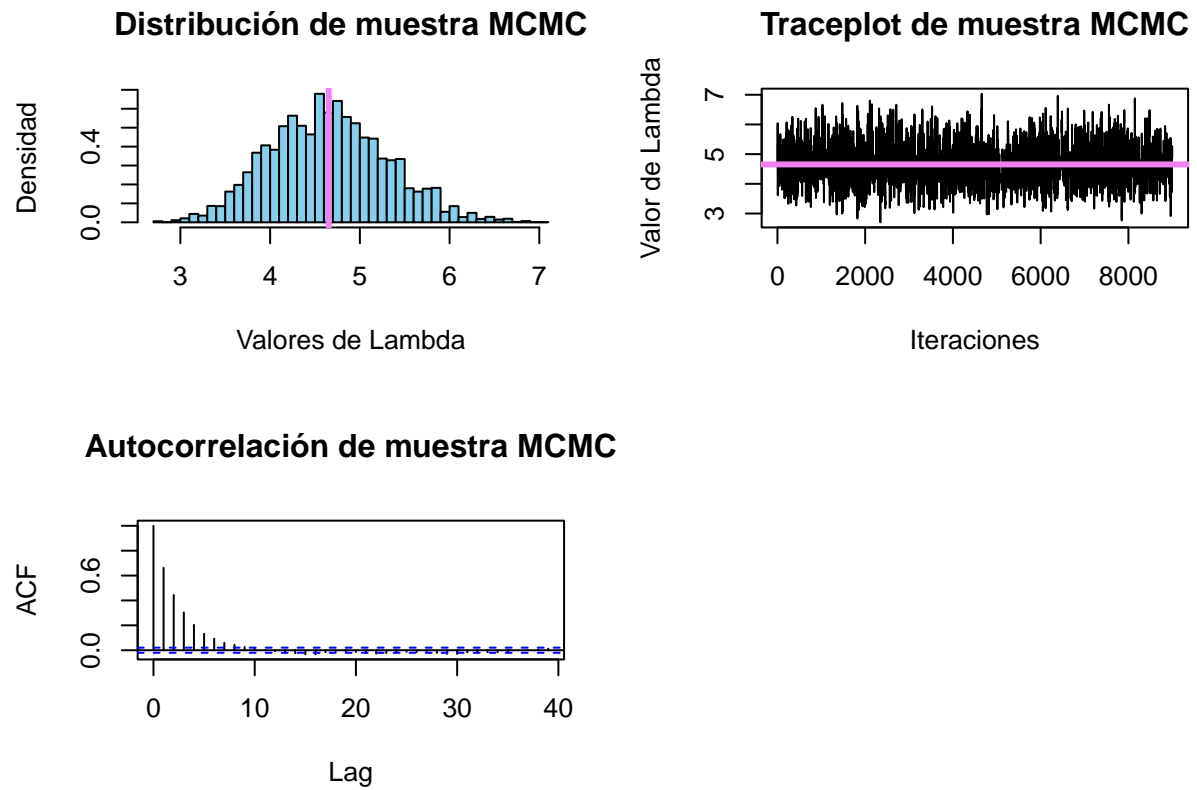 Distribución de muestra MCMC
Densidad
0.0 0.4
3 4 5 6 7
Valores de Lambda
Traceplot de muestra MCMC
Valor de Lambda
3 5 7
0 2000 4000 6000 8000
Iteraciones
Autocorrelación de muestra MCMC
ACF
0.0 0.6
0 10 20 30 40
Lag